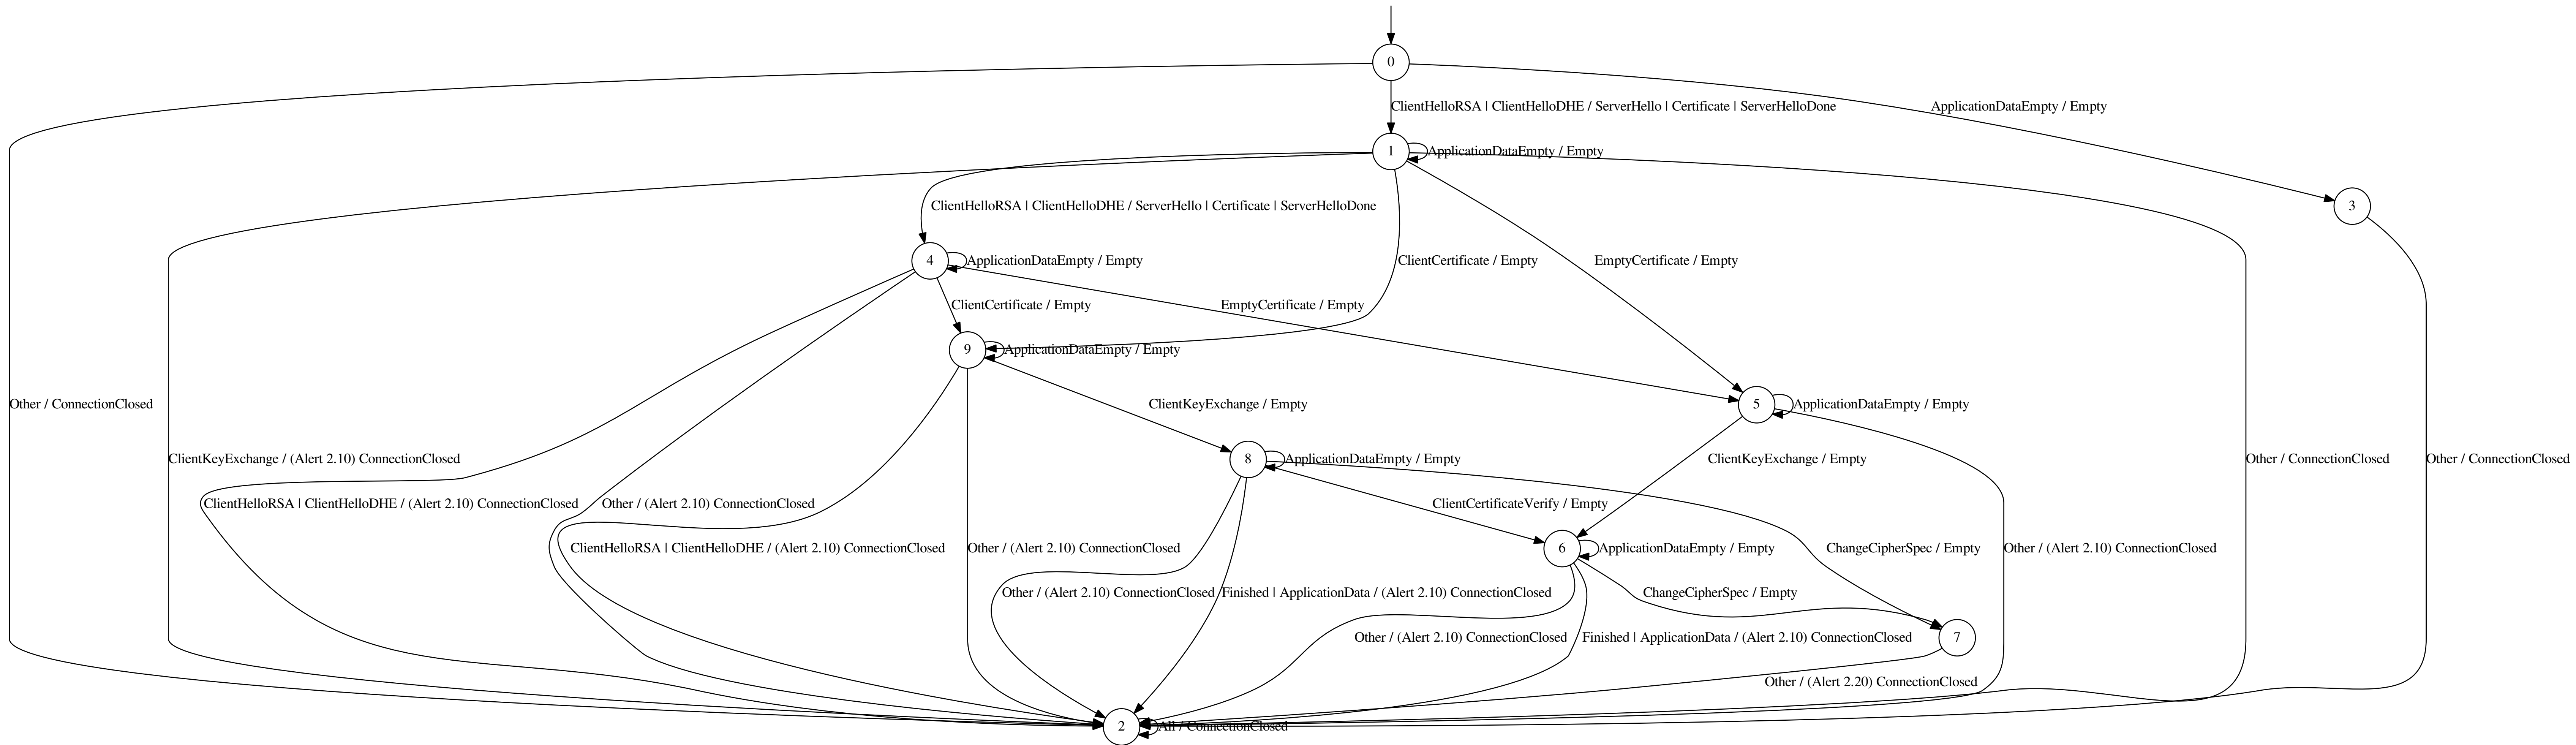 0
ClientHelloRSA | ClientHelloDHE / ServerHello | Certificate | ServerHelloDone
ApplicationDataEmpty / Empty
1
ApplicationDataEmpty / Empty
ClientHelloRSA | ClientHelloDHE / ServerHello | Certificate | ServerHelloDone
3
4
ApplicationDataEmpty / Empty
ClientCertificate / Empty
EmptyCertificate / Empty
ClientCertificate / Empty
EmptyCertificate / Empty
9
ApplicationDataEmpty / Empty
Other / ConnectionClosed
ClientKeyExchange / Empty
5
ApplicationDataEmpty / Empty
ClientKeyExchange / (Alert 2.10) ConnectionClosed
8
ApplicationDataEmpty / Empty
ClientKeyExchange / Empty
Other / ConnectionClosed
Other / ConnectionClosed
ClientHelloRSA | ClientHelloDHE / (Alert 2.10) ConnectionClosed
Other / (Alert 2.10) ConnectionClosed
ClientCertificateVerify / Empty
ClientHelloRSA | ClientHelloDHE / (Alert 2.10) ConnectionClosed
Other / (Alert 2.10) ConnectionClosed
6
ApplicationDataEmpty / Empty
ChangeCipherSpec / Empty
Other / (Alert 2.10) ConnectionClosed
Other / (Alert 2.10) ConnectionClosed
Finished | ApplicationData / (Alert 2.10) ConnectionClosed
ChangeCipherSpec / Empty
Other / (Alert 2.10) ConnectionClosed
Finished | ApplicationData / (Alert 2.10) ConnectionClosed
7
Other / (Alert 2.20) ConnectionClosed
2
All / ConnectionClosed